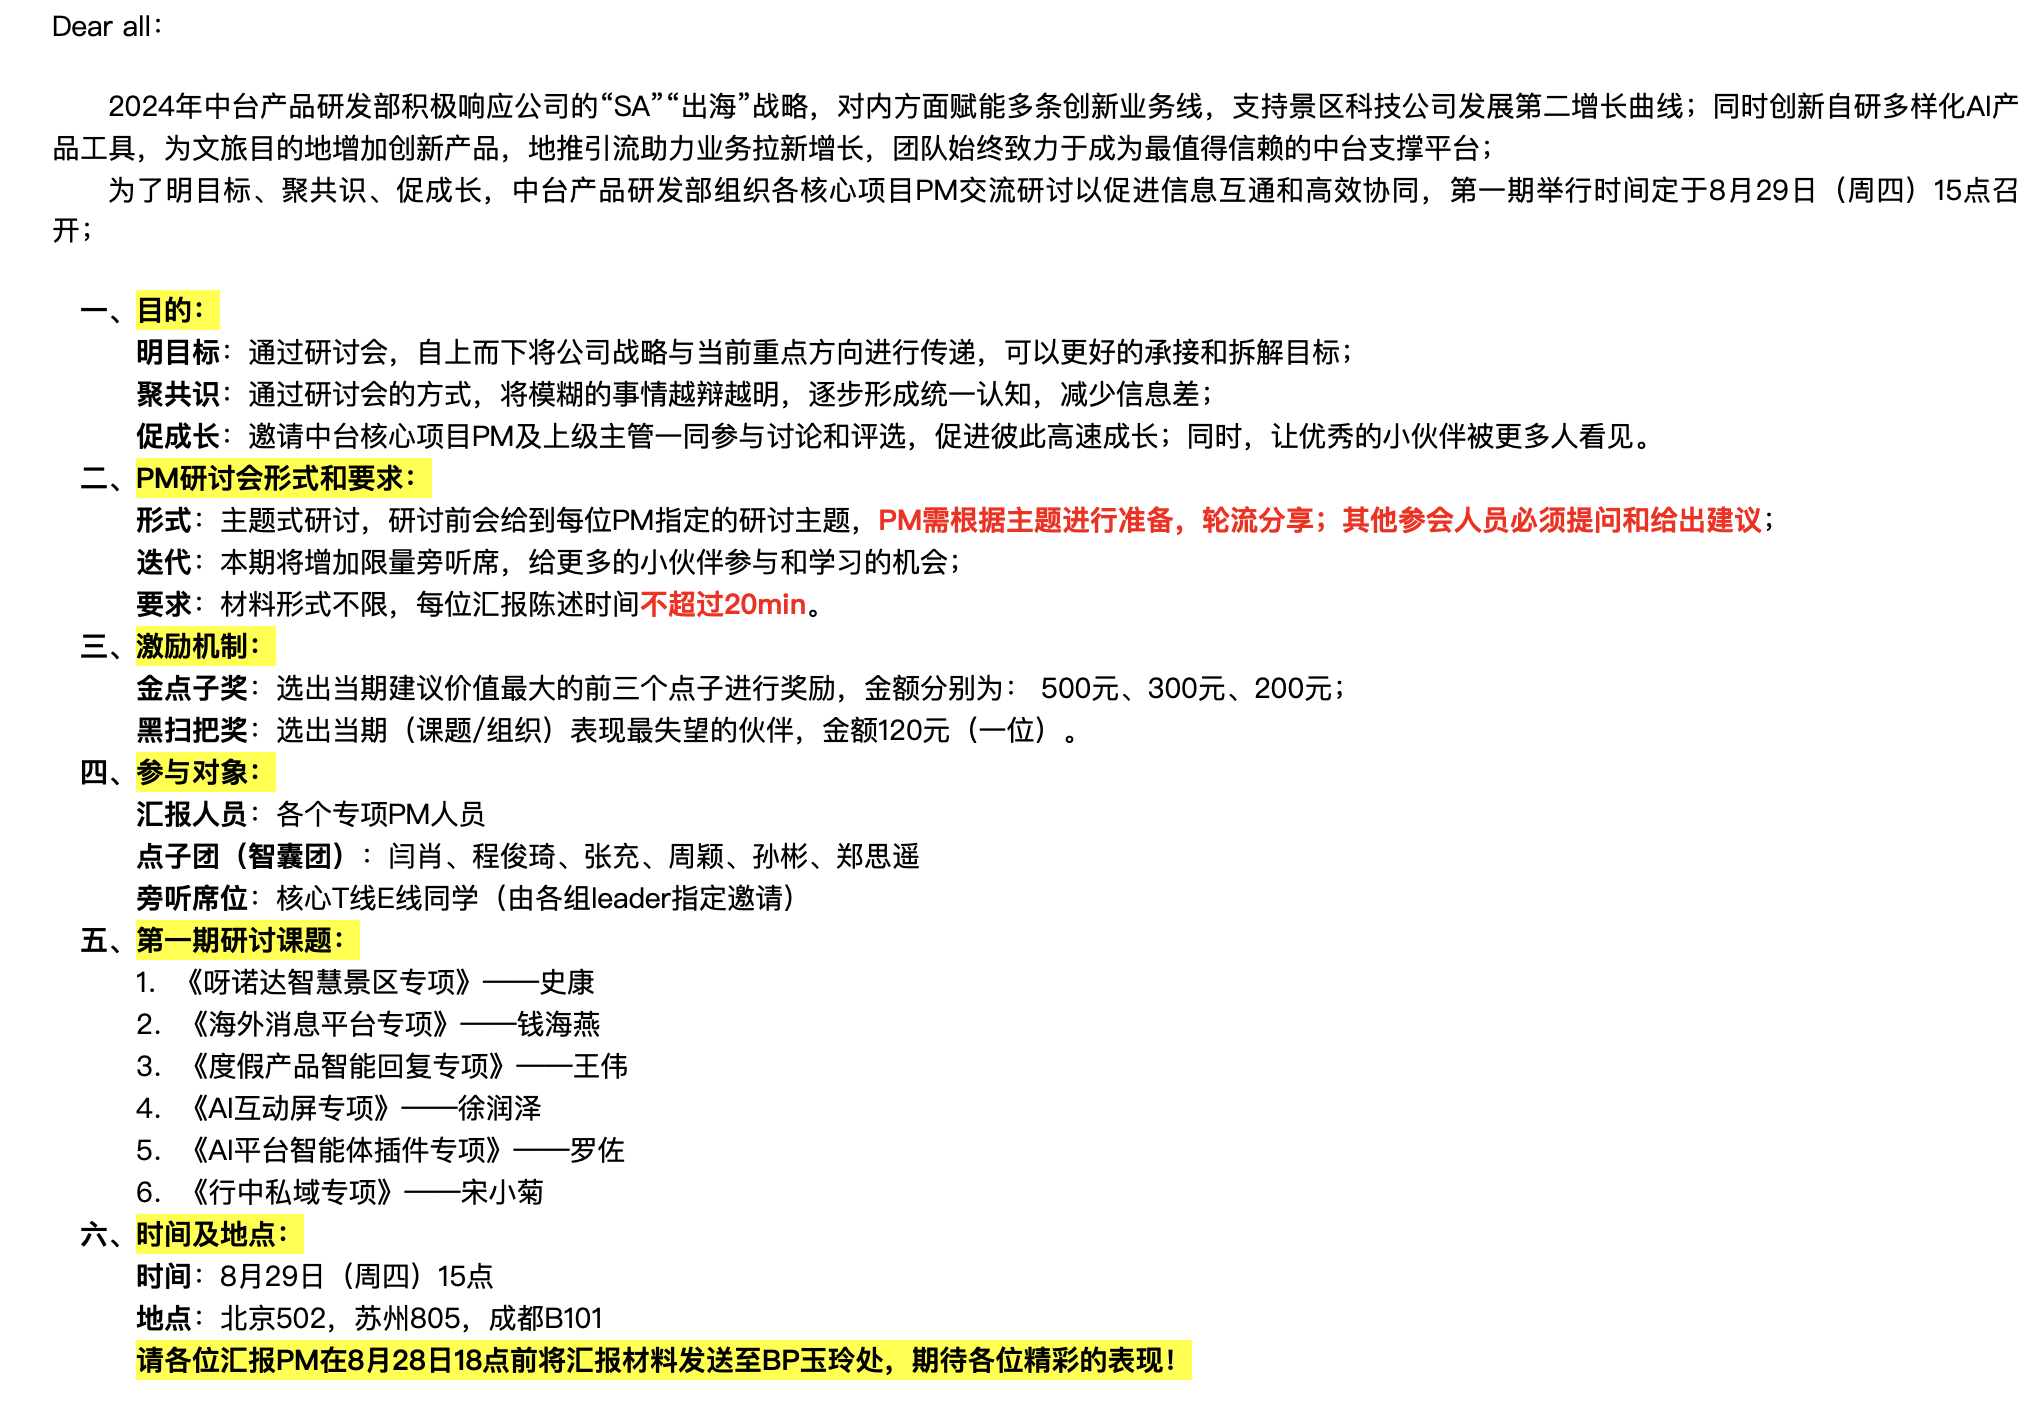 Dear all：
2024年中台产品研发部积极响应公司的“SA”“出海”战略，对内方面赋能多条创新业务线，支持景区科技公司发展第二增长曲线；同时创新自研多样化AI产
品工具，为文旅目的地增加创新产品，地推引流助力业务拉新增长，团队始终致力于成为最值得信赖的中台支撑平台；
为了明目标、聚共识、促成长，中台产品研发部组织各核心项目PM交流研讨以促进信息互通和高效协同，第一期举行时间定于8月29日（周四）15点召
开；
一、目的：
明目标：通过研讨会，自上而下将公司战略与当前重点方向进行传递，可以更好的承接和拆解目标；
聚共识：通过研讨会的方式，将模糊的事情越辩越明，逐步形成统一认知，减少信息差；
促成长：邀请中台核心项目PM及上级主管一同参与讨论和评选，促进彼此高速成长；同时，让优秀的小伙伴被更多人看见。
二、PM研讨会形式和要求：
形式：主题式研讨，研讨前会给到每位PM指定的研讨主题，PM需根据主题进行准备，轮流分享；其他参会人员必须提问和给出建议；
迭代：本期将增加限量旁听席，给更多的小伙伴参与和学习的机会；
要求：材料形式不限，每位汇报陈述时间不超过20min。
三、激励机制：
金点子奖：选出当期建议价值最大的前三个点子进行奖励，金额分别为： 500元、300元、200元；
黑扫把奖：选出当期（课题/组织）表现最失望的伙伴，金额120元（一位）。
四、参与对象：
汇报人员：各个专项PM人员
点子团（智囊团）：闫肖、程俊琦、张充、周颖、孙彬、郑思遥
旁听席位：核心T线E线同学（由各组leader指定邀请）
五、第一期研讨课题：
1. 《呀诺达智慧景区专项》——史康
2. 《海外消息平台专项》——钱海燕
3. 《度假产品智能回复专项》——王伟
4. 《AI互动屏专项》——徐润泽
5. 《AI平台智能体插件专项》——罗佐
6. 《行中私域专项》——宋小菊
六、时间及地点：
时间：8月29日（周四）15点
地点：北京502，苏州805，成都B101
请各位汇报PM在8月28日18点前将汇报材料发送至BP玉玲处，期待各位精彩的表现！